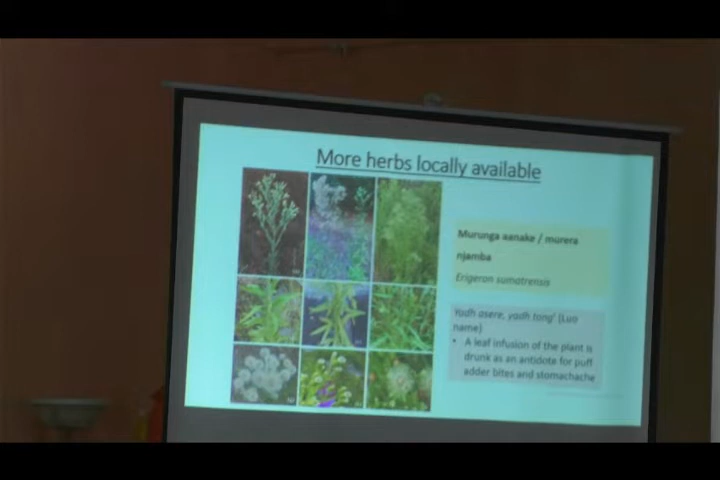 More herbs locally available
Murunga aanake / morera
njamba
Erigeron sumatrensis
Yadh asere, yadh tong' (Luo
name)
• A leaf infusion of the plant is
drunk as an antidote for puff
adder bites and stomachache